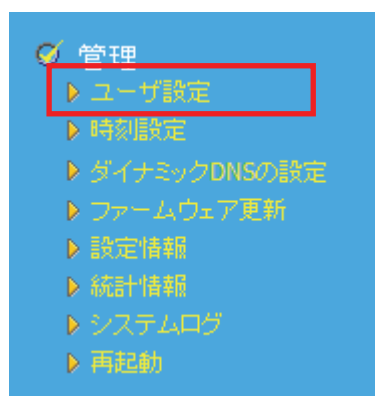 管理
ユーザ設定
時刻設定
ダイナミックDNSの設定
ファームウェア更新
設定情報
統計情報
システムログ
再起動